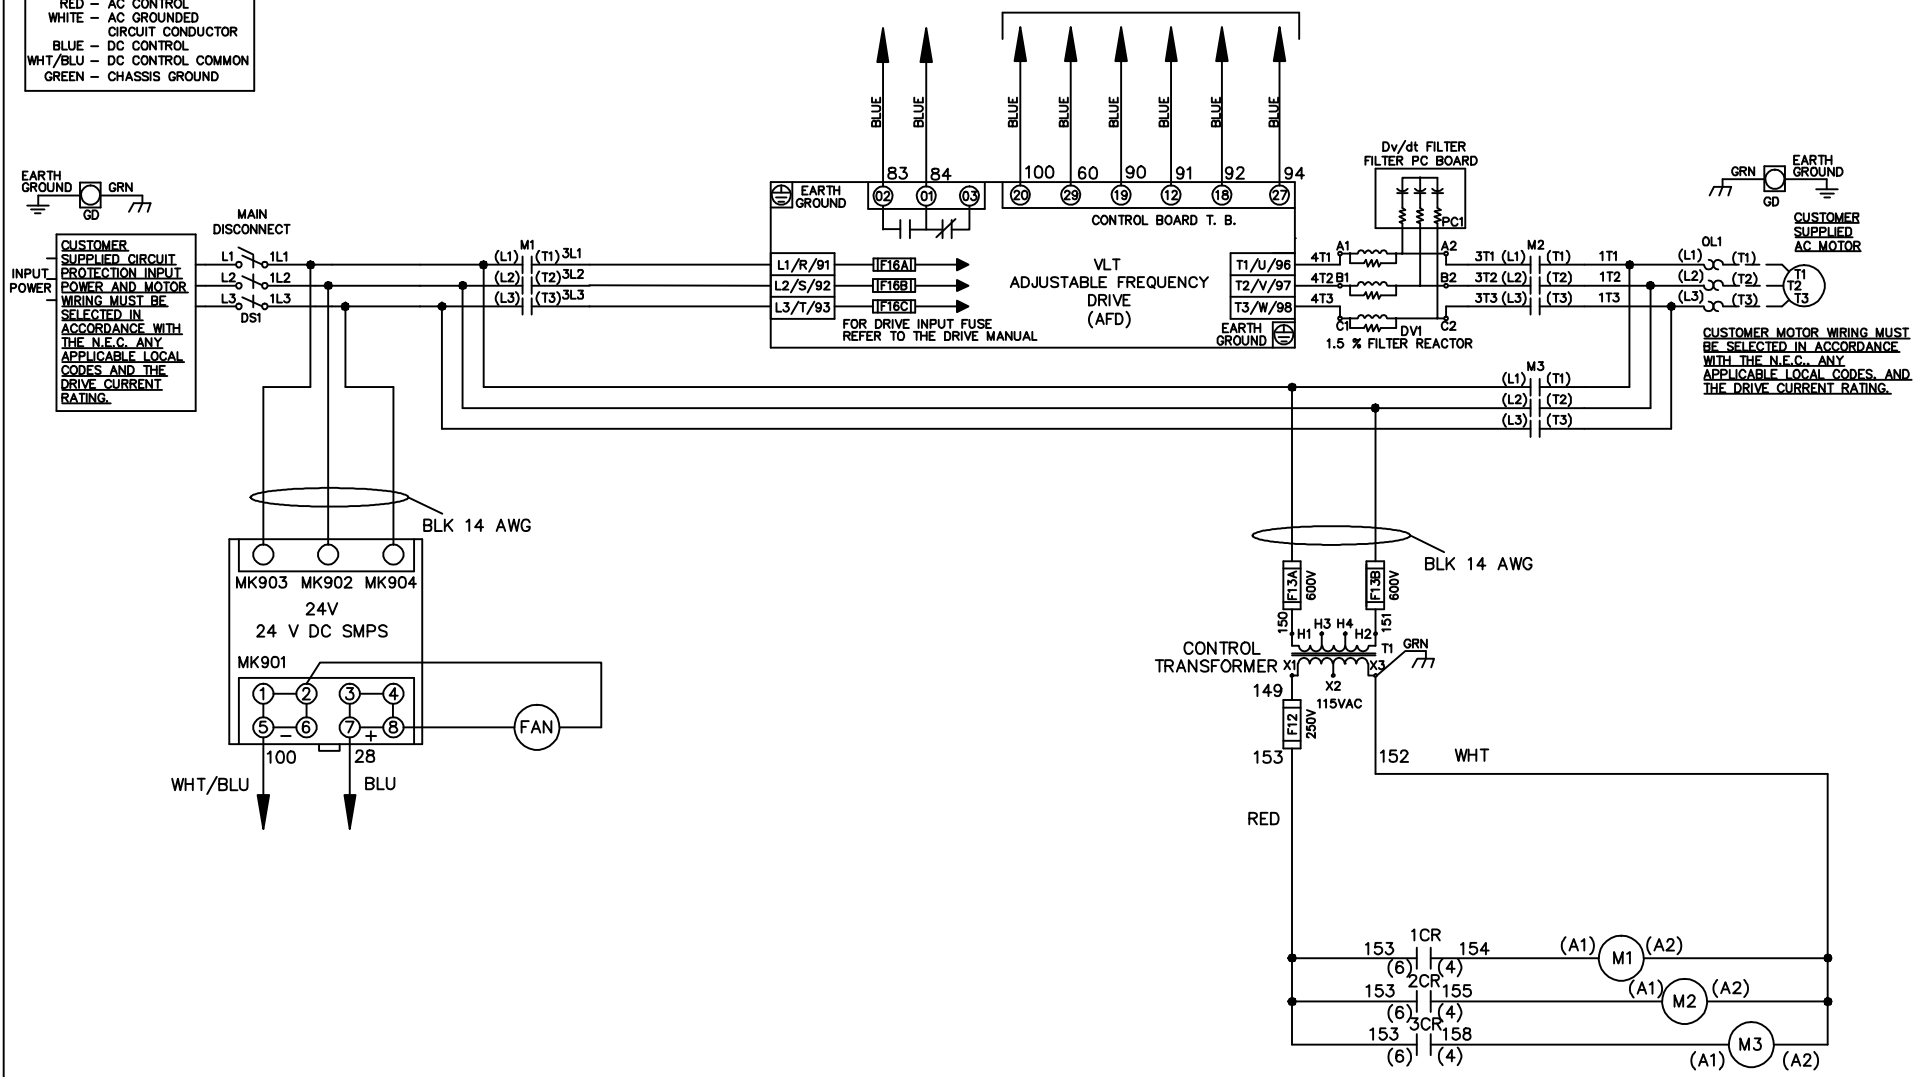 RED – AC CONTROL
WHITE – AC GROUNDED
CIRCUIT CONDUCTOR
BLUE – DC CONTROL
WHT/BLU – DC CONTROL COMMON
GREEN – CHASSIS GROUND
BLUE
BLUE
BLUE
BLUE
BLUE
BLUE
BLUE
BLUE
EARTH
GROUND
GRN
GD
MAIN
DISCONNECT
INPUT
POWER
CUSTOMER
SUPPLIED CIRCUIT
PROTECTION INPUT
POWER AND MOTOR
WIRING MUST BE
SELECTED IN
ACCORDANCE WITH
THE N.E.C. ANY
APPLICABLE LOCAL
CODES AND THE
DRIVE CURRENT
RATING.
L1 1L1
L2 1L2
L3 1L3
DS1
M1
(L1) (T1) 3L1
(L2) (T2) 3L2
(L3) (T3) 3L3
83 84
100 60 90 91 92 94
EARTH
GROUND
02 01 03
20 29 19 12 18 27
CONTROL BOARD T. B.
L1/R/91
L2/S/92
L3/T/93
F16A
F16B
F16C
FOR DRIVE INPUT FUSE
REFER TO THE DRIVE MANUAL
VLT
ADJUSTABLE FREQUENCY
DRIVE
(AFD)
T1/U/96
T2/V/97
T3/W/98
EARTH
GROUND
Dv/dt FILTER
FILTER PC BOARD
PC1
4T1 A1 A2
4T2 B1 B2
4T3
C1 C2
DV1
1.5 % FILTER REACTOR
M2
3T1 (L1) (T1) 1T1
3T2 (L2) (T2) 1T2
3T3 (L3) (T3) 1T3
OL1
(L1) (T1)
(L2) (T2)
(L3) (T3)
T1
T2
T3
GRN
EARTH
GROUND
GD
CUSTOMER
SUPPLIED
AC MOTOR
CUSTOMER MOTOR WIRING MUST
BE SELECTED IN ACCORDANCE
WITH THE N.E.C., ANY
APPLICABLE LOCAL CODES, AND
THE DRIVE CURRENT RATING.
M3
(L1) (T1)
(L2) (T2)
(L3) (T3)
BLK 14 AWG
MK903 MK902 MK904
24V
24 V DC SMPS
MK901
1 2 3 4
5 – 6 7 + 8
FAN
100 28
WHT/BLU BLU
BLK 14 AWG
F13A
600V
F13B
600V
150
151
H1 H3 H4 H2
T1
GRN
CONTROL
TRANSFORMER
X1 X3
X2
115VAC
149
F12
250V
153
152 WHT
RED
1CR
153 154 (A1) M1 (A2)
(6) (4)
2CR
153 155 (A1) M2 (A2)
(6) (4)
3CR
153 158 M3
(6) (4) (A1) (A2)